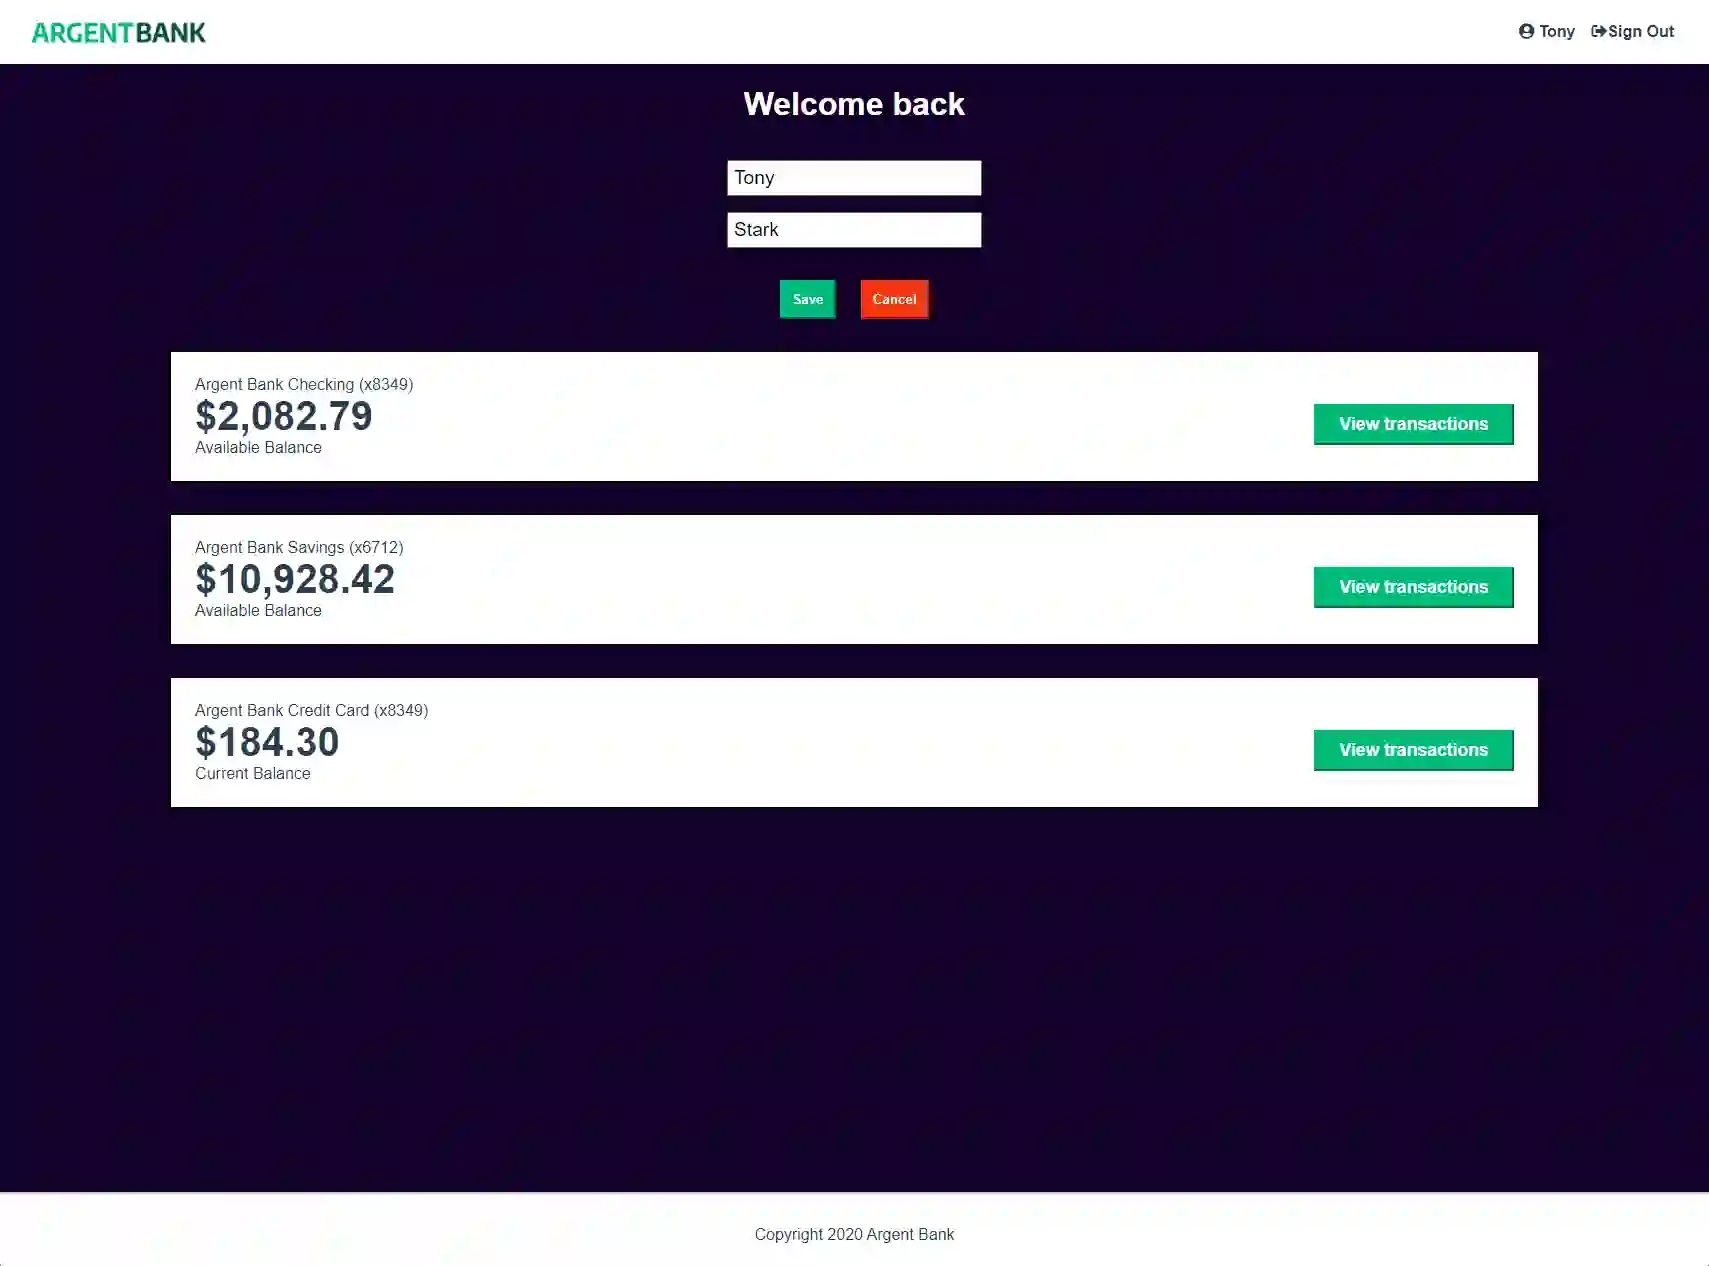 ARGENTBANK
Tony Sign Out
Welcome back
Tony
Stark
Save Cancel
Argent Bank Checking (x8349)
$2,082.79
Available Balance
View transactions
Argent Bank Savings (x6712)
$10,928.42
Available Balance
View transactions
Argent Bank Credit Card (x8349)
$184.30
Current Balance
View transactions
Copyright 2020 Argent Bank